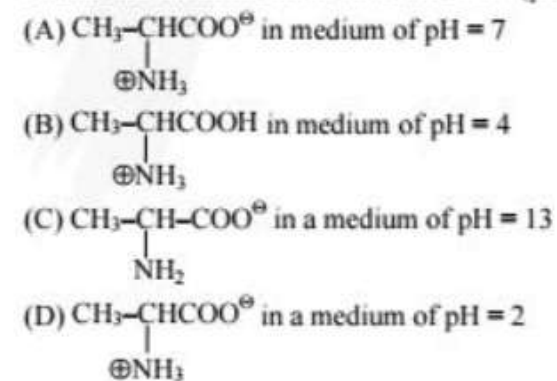 (A) CH₃–CHCOO⊖ in medium of pH = 7
⊕NH₃
(B) CH₃–CHCOOH in medium of pH = 4
⊕NH₃
(C) CH₃–CH–COO⊖ in a medium of pH = 13
NH₂
(D) CH₃–CHCOO⊖ in a medium of pH = 2
⊕NH₃